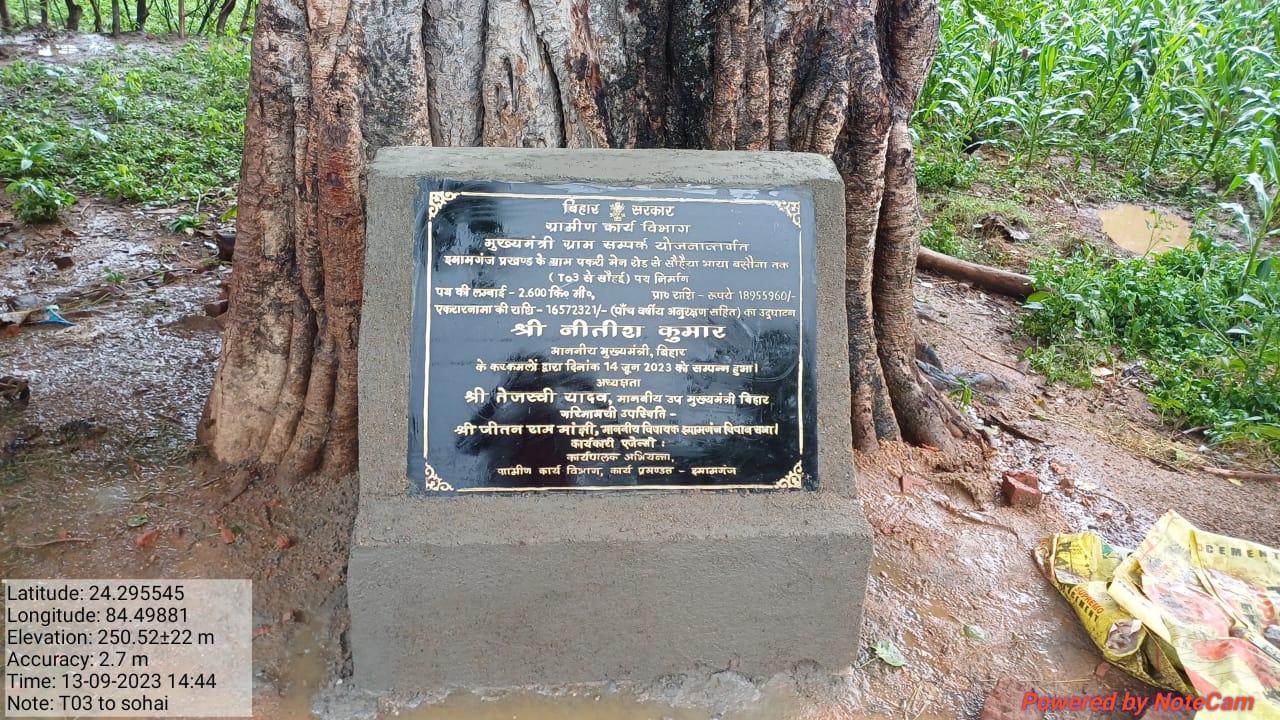 बिहार सरकार
ग्रामीण कार्य विभाग
मुख्यमंत्री ग्राम सम्पर्क योजनान्तर्गत
इमामगंज प्रखण्ड के ग्राम पकरी मेन रोड से सौहैया भाया बसौजा तक
(To3 से सौहई) पथ निर्माण
पथ की लम्बाई - 2.600 कि० मी०, प्रा० राशि - रूपये 18955960/-
एकरारनामा की राशि- 16572321/- (पाँच वर्षीय अनुरक्षण सहित) का उद्घाटन
श्री नीतीश कुमार
माननीय मुख्यमंत्री, बिहार
के करकमलों द्वारा दिनांक 14 जून 2023 को सम्पन्न हुआ।
अध्यक्षता
श्री तेजस्वी यादव, माननीय उप मुख्यमंत्री बिहार
गरिमामयी उपस्थिति -
श्री जीतन राम मांझी, माननीय विधायक इमामगंज विधान सभा।
कार्यकारी एजेन्सी :
कार्यपालक अभियन्ता,
ग्रामीण कार्य विभाग, कार्य प्रमण्डल - इमामगंज
CEMENT
Latitude: 24.295545
Longitude: 84.49881
Elevation: 250.52±22 m
Accuracy: 2.7 m
Time: 13-09-2023 14:44
Note: T03 to sohai
Powered by NoteCam